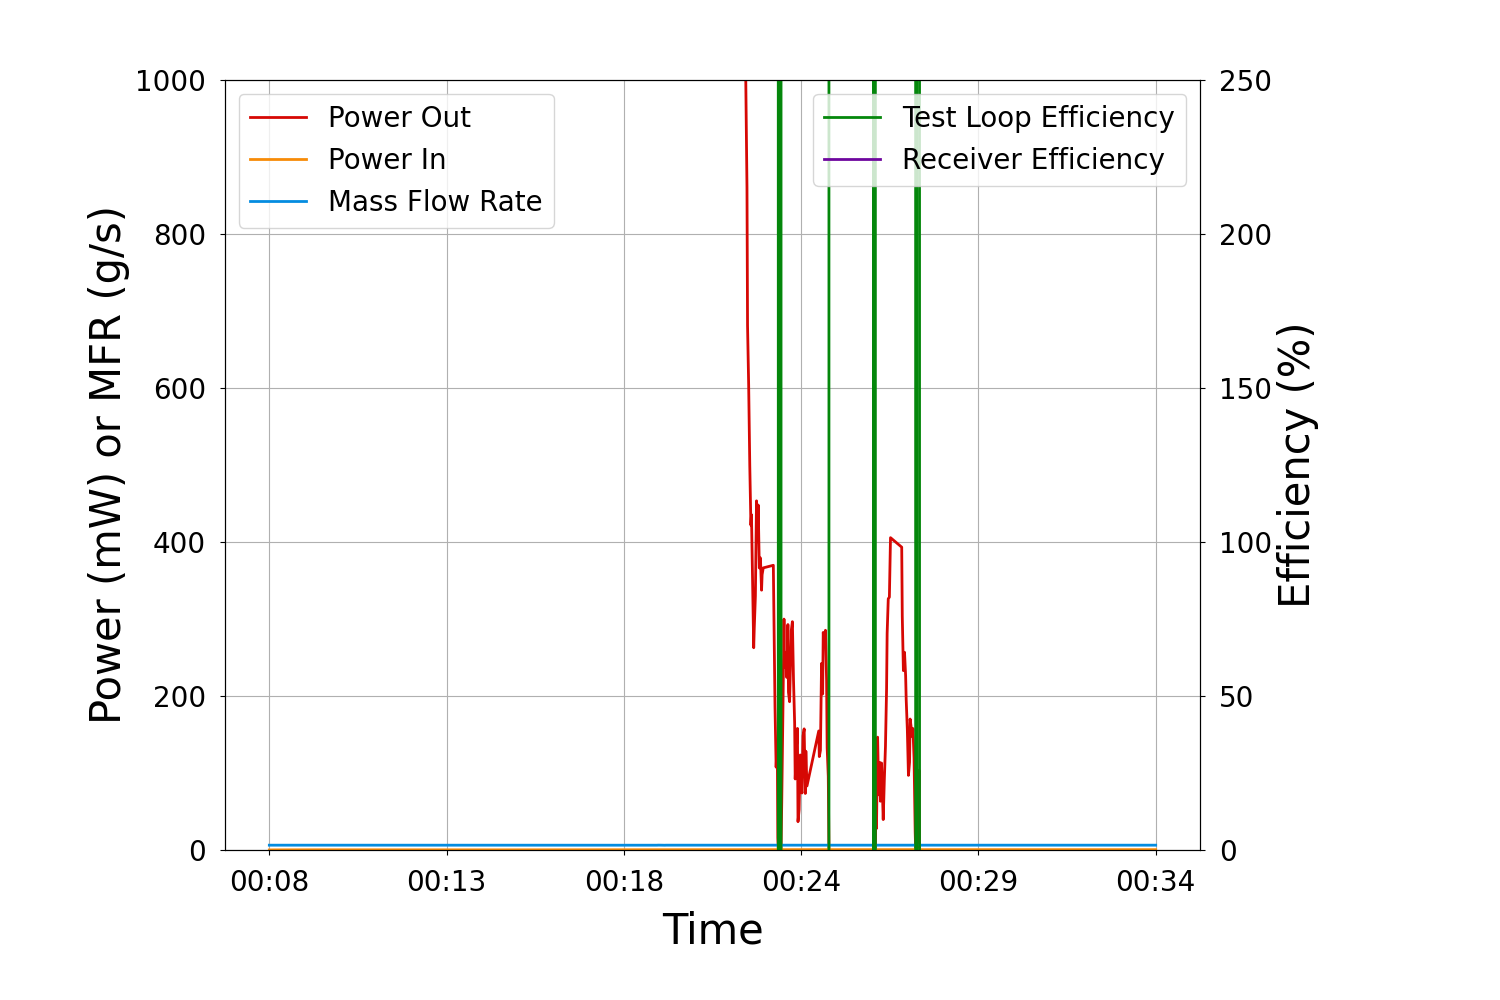 1000
800
600
400
200
0
Power (mW) or MFR (g/s)
Power Out
Power In
Mass Flow Rate
Test Loop Efficiency
Receiver Efficiency
250
200
150
100
50
0
Efficiency (%)
00:08 00:13 00:18 00:24 00:29 00:34
Time